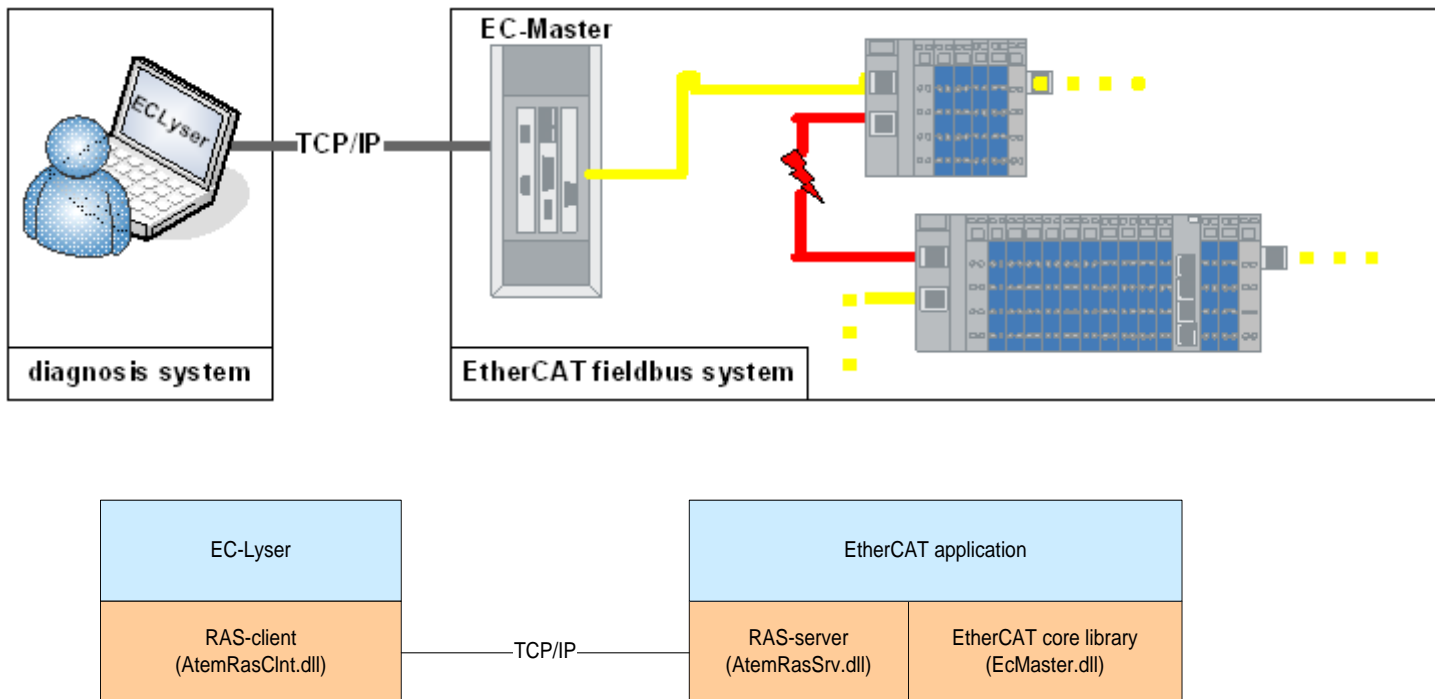 EC-Master
ECLyser
TCP/IP
diagnosis system
EtherCAT fieldbus system
EC-Lyser
EtherCAT application
RAS-client
(AtemRasClnt.dll)
TCP/IP
RAS-server
(AtemRasSrv.dll)
EtherCAT core library
(EcMaster.dll)